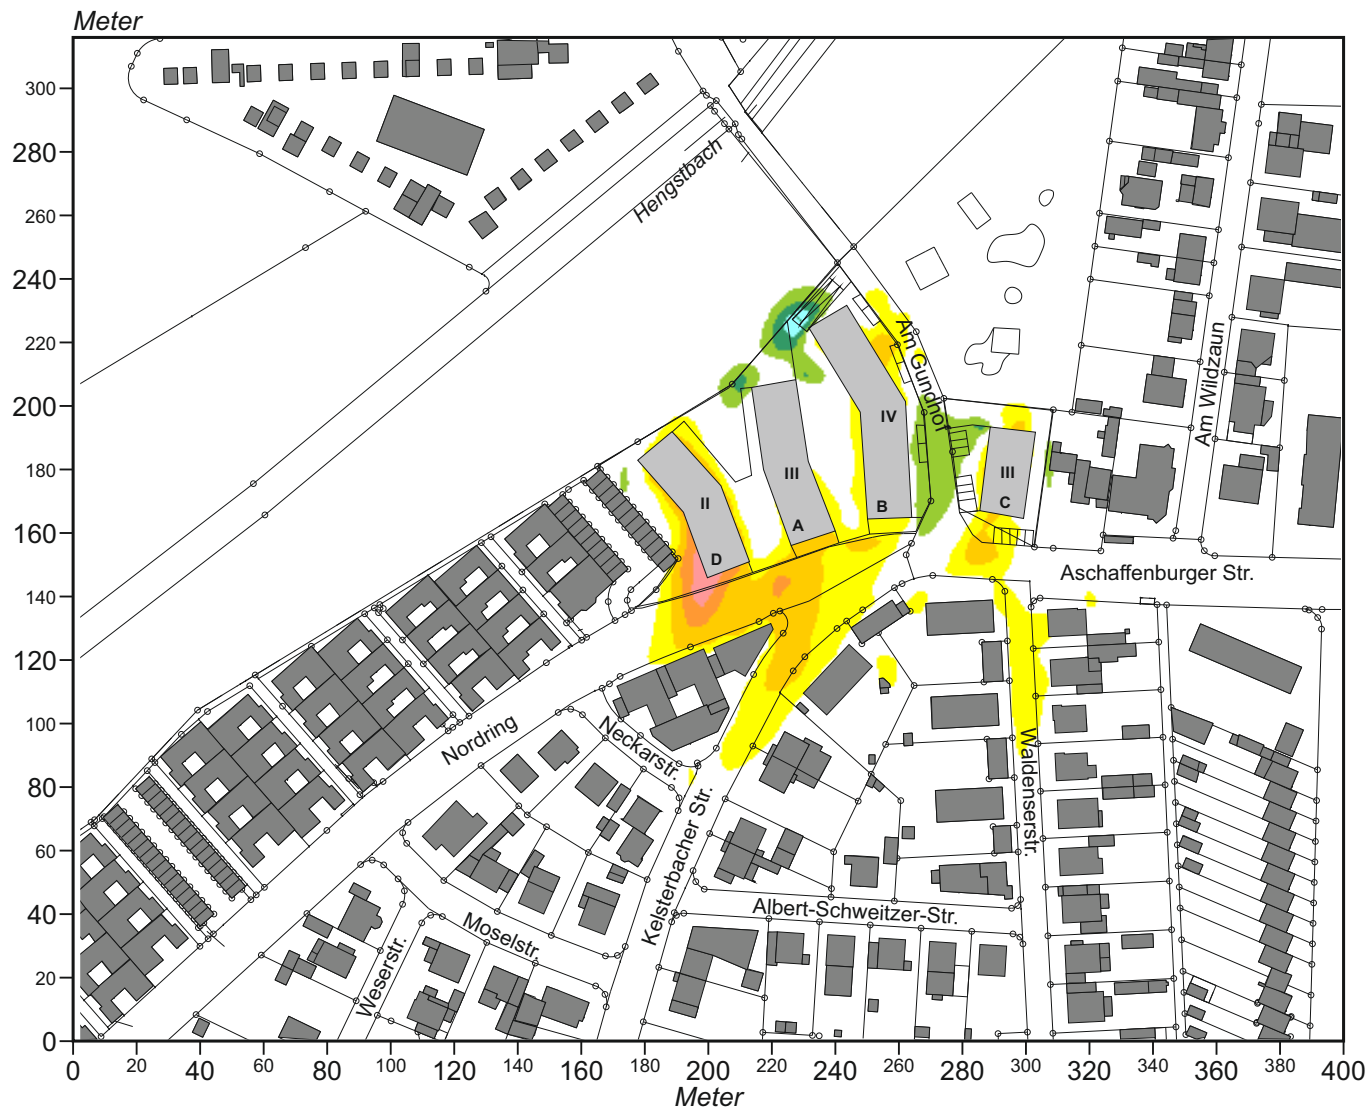 Meter
300
280
260
240
220
200
180
160
140
120
100
80
60
40
20
0
Hengstbach
Am Gundhof
Am Wildzaun
IV
III
III
II
C
B
A
D
Aschaffenburger Str.
Nordring
Neckarstr.
Waldenserstr.
Kelsterbacher Str.
Albert-Schweitzer-Str.
Moselstr.
Weserstr.
0 20 40 60 80 100 120 140 160 180 200 220 240 260 280 300 320 340 360 380 400
Meter